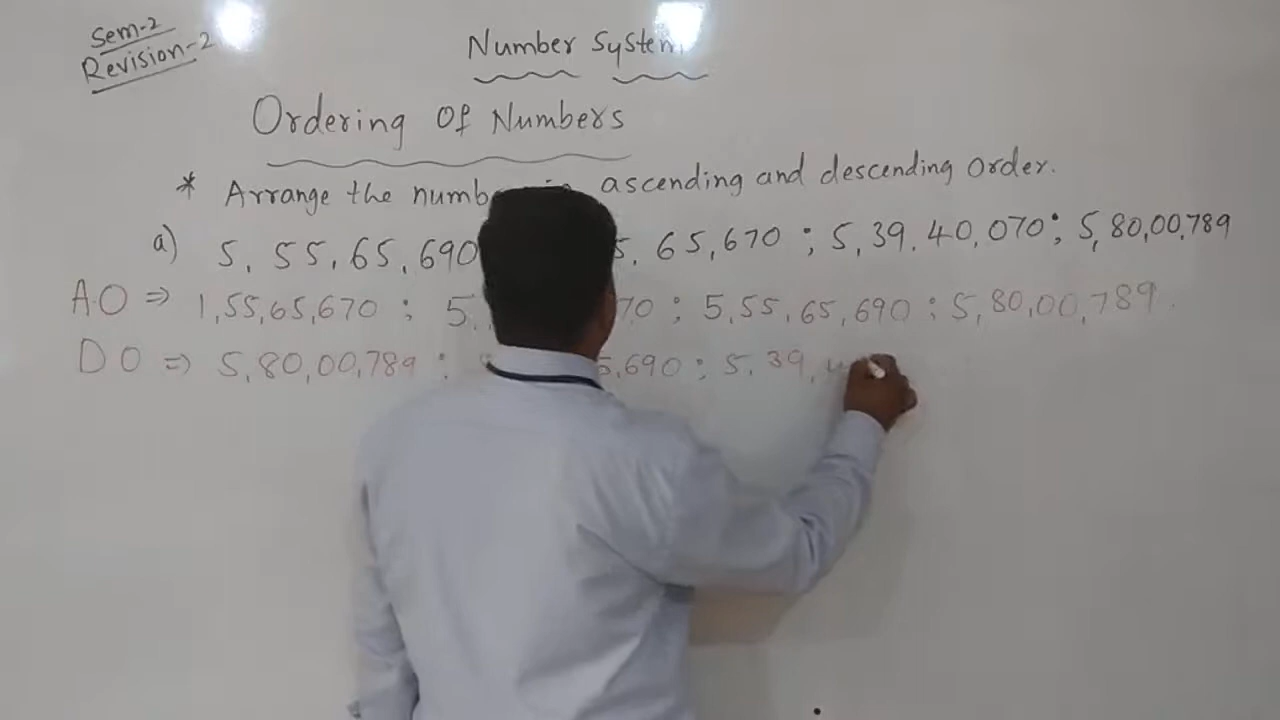 Sem-2
Revision-2
Number System
Ordering Of Numbers
* Arrange the numb ascending and descending Order.
a) 5,55,65,690 5,65,670 ; 5,39,40,070 ; 5,80,00,789
A.O ⇒ 1,55,65,670 ; 5, 70 ; 5,55,65,690 ; 5,80,00,789.
D O ⇒ 5,80,00,789 ; 5,690 ; 5,39,